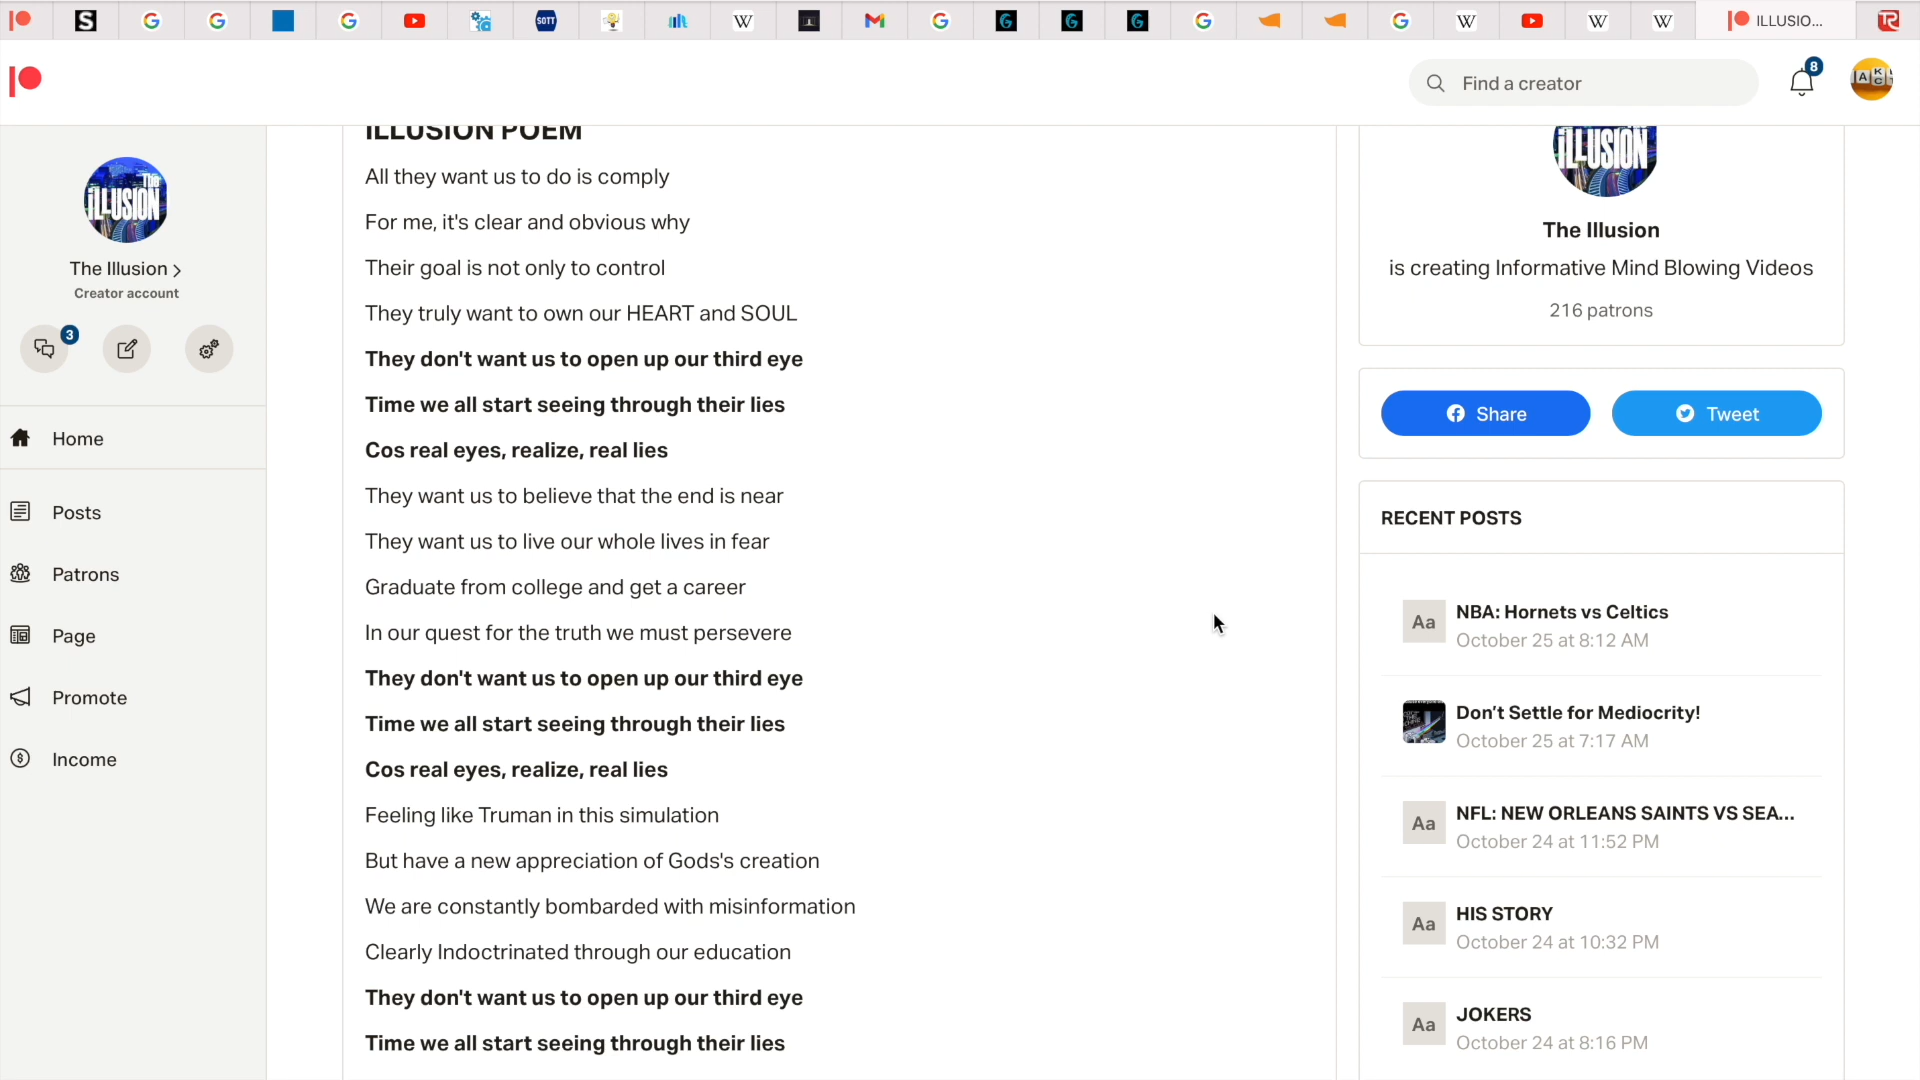 SOTT
ILLUSIO...
Find a creator
8
The ILLUSION
The Illusion
Creator account
3
Home
Posts
Patrons
Page
Promote
Income
ILLUSION POEM
All they want us to do is comply
For me, it's clear and obvious why
Their goal is not only to control
They truly want to own our HEART and SOUL
They don't want us to open up our third eye
Time we all start seeing through their lies
Cos real eyes, realize, real lies
They want us to believe that the end is near
They want us to live our whole lives in fear
Graduate from college and get a career
In our quest for the truth we must persevere
They don't want us to open up our third eye
Time we all start seeing through their lies
Cos real eyes, realize, real lies
Feeling like Truman in this simulation
But have a new appreciation of Gods's creation
We are constantly bombarded with misinformation
Clearly Indoctrinated through our education
They don't want us to open up our third eye
Time we all start seeing through their lies
ILLUSION
The Illusion
is creating Informative Mind Blowing Videos
216 patrons
Share
Tweet
RECENT POSTS
Aa
NBA: Hornets vs Celtics
October 25 at 8:12 AM
Don't Settle for Mediocrity!
October 25 at 7:17 AM
Aa
NFL: NEW ORLEANS SAINTS VS SEA...
October 24 at 11:52 PM
Aa
HIS STORY
October 24 at 10:32 PM
Aa
JOKERS
October 24 at 8:16 PM